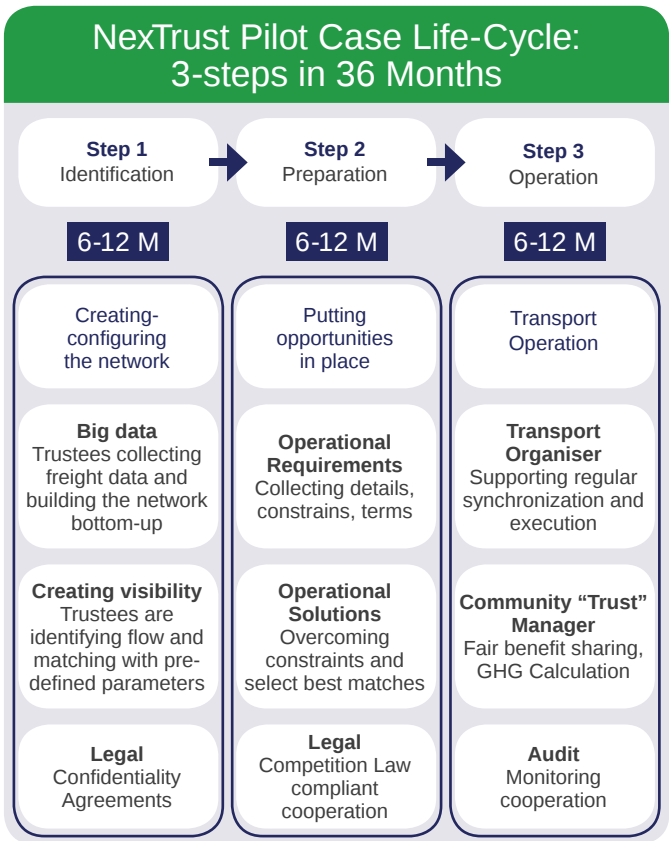 NexTrust Pilot Case Life-Cycle:
3-steps in 36 Months
Step 1
Identification
Step 2
Preparation
Step 3
Operation
6-12 M
6-12 M
6-12 M
Creating-
configuring
the network
Putting
opportunities
in place
Transport
Operation
Big data
Trustees collecting
freight data and
building the network
bottom-up
Operational
Requirements
Collecting details,
constrains, terms
Transport
Organiser
Supporting regular
synchronization and
execution
Creating visibility
Trustees are
identifying flow and
matching with pre-
defined parameters
Operational
Solutions
Overcoming
constraints and
select best matches
Community “Trust”
Manager
Fair benefit sharing,
GHG Calculation
Legal
Confidentiality
Agreements
Legal
Competition Law
compliant
cooperation
Audit
Monitoring
cooperation